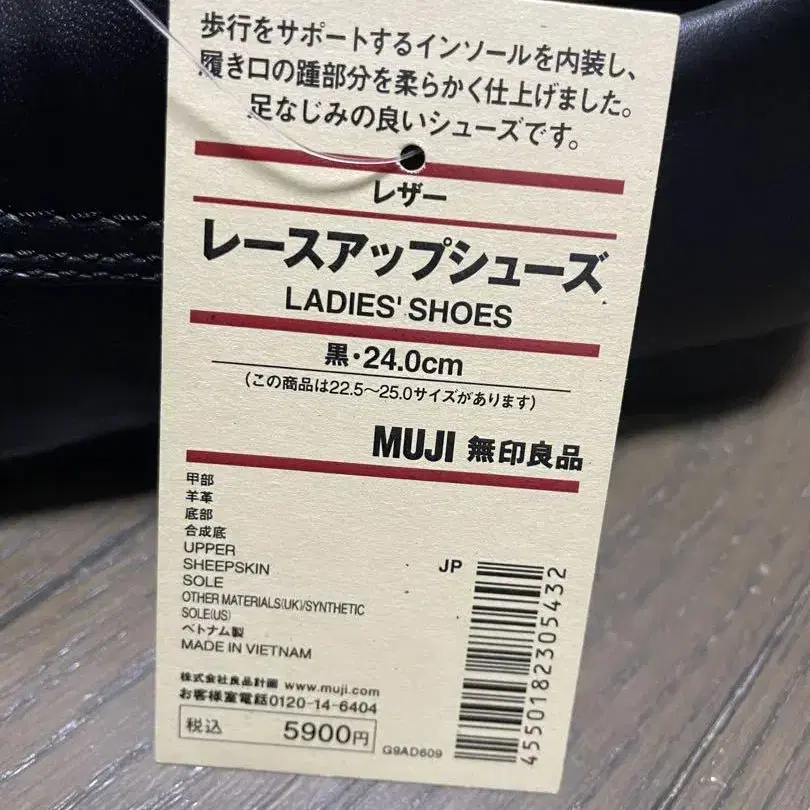 歩行をサポートするインソールを内装し、
履き口の踵部分を柔らかく仕上げました。
足なじみの良いシューズです。
レザー
レースアップシューズ
LADIES' SHOES
黒・24.0cm
(この商品は22.5〜25.0サイズがあります)
MUJI 無印良品
甲部
羊革
底部
合成底
UPPER
SHEEPSKIN
SOLE
OTHER MATERIALS(UK)/SYNTHETIC
SOLE(US)
ベトナム製
MADE IN VIETNAM
株式会社良品計画 www.muji.com
お客様室電話0120-14-6404
税込 5900円
G9AD609
JP
4550182305432